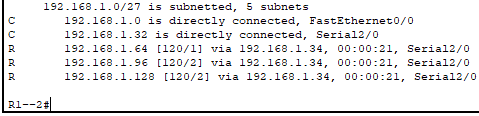 192.168.1.0/27 is subnetted, 5 subnets
C 192.168.1.0 is directly connected, FastEthernet0/0
C 192.168.1.32 is directly connected, Serial2/0
R 192.168.1.64 [120/1] via 192.168.1.34, 00:00:21, Serial2/0
R 192.168.1.96 [120/2] via 192.168.1.34, 00:00:21, Serial2/0
R 192.168.1.128 [120/2] via 192.168.1.34, 00:00:21, Serial2/0
R1--2#